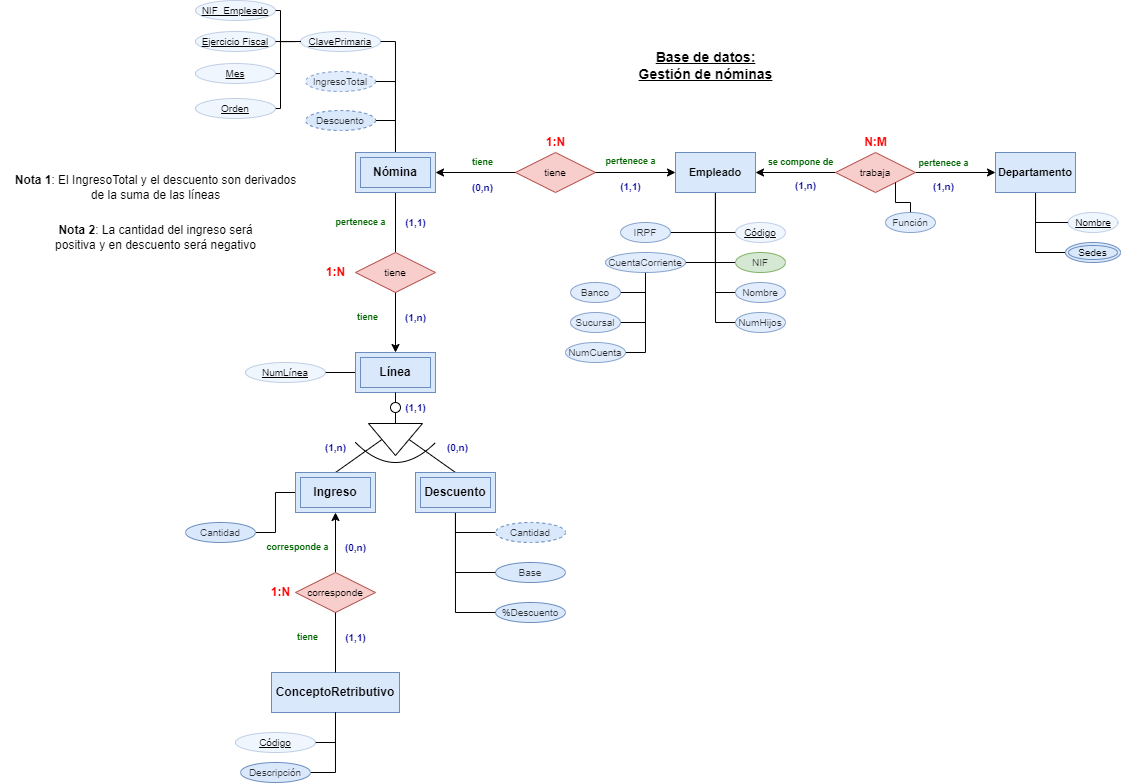 NIF_Empleado
Ejercicio Fiscal
ClavePrimaria
Mes
IngresoTotal
Orden
Descuento
Base de datos:
Gestión de nóminas
1:N
N:M
tiene
pertenece a
se compone de
pertenece a
Nómina
tiene
Empleado
trabaja
Departamento
(0,n)
(1,1)
(1,n)
(1,n)
Nota 1: El IngresoTotal y el descuento son derivados
de la suma de las líneas
Nota 2: La cantidad del ingreso será
positiva y en descuento será negativo
pertenece a
(1,1)
IRPF
Código
Función
Nombre
CuentaCorriente
NIF
Sedes
1:N
tiene
Banco
Nombre
tiene
(1,n)
Sucursal
NumHijos
NumCuenta
NumLínea
Línea
(1,1)
(1,n)
(0,n)
Ingreso
Descuento
Cantidad
Cantidad
corresponde a
(0,n)
Base
1:N
corresponde
%Descuento
tiene
(1,1)
ConceptoRetributivo
Código
Descripción